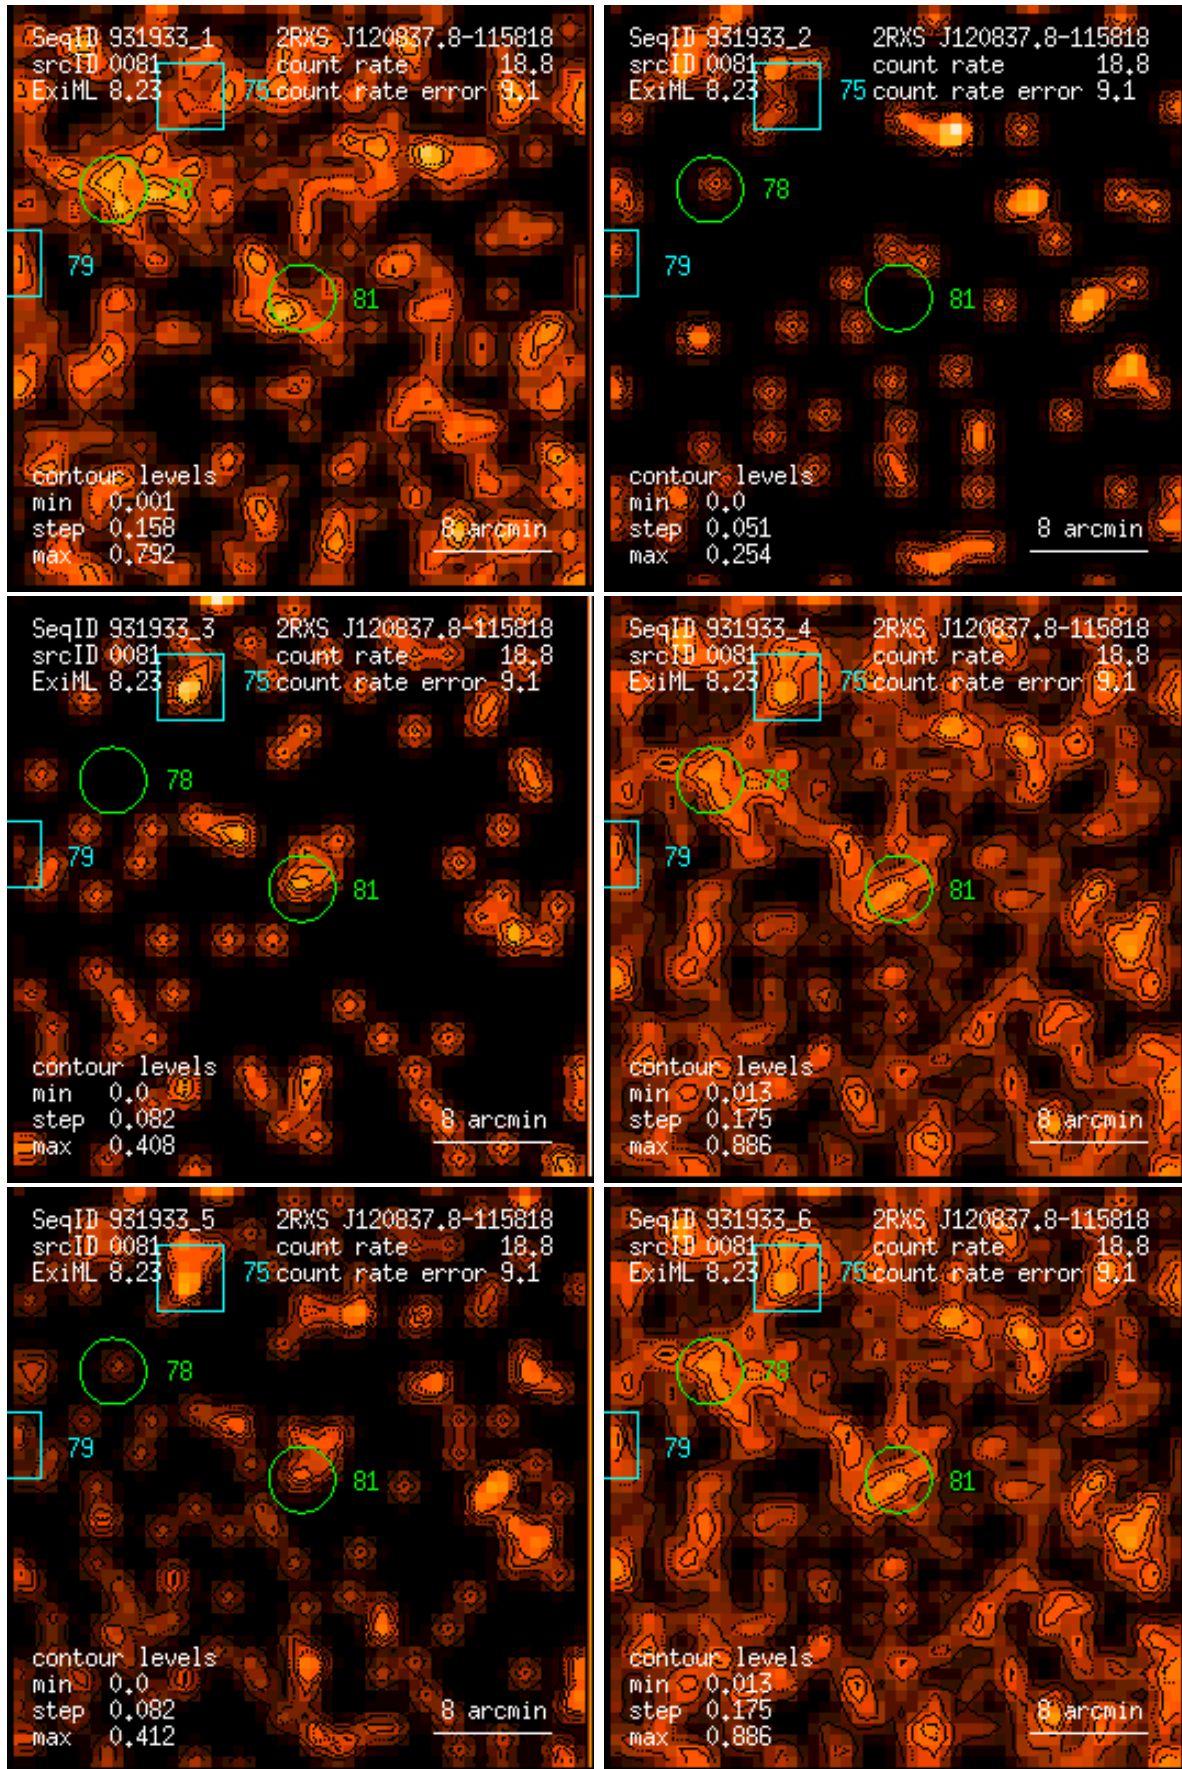 SeqID 931933_1 2RXS J120837.8-115818
srcID 0081 count rate 18.8
ExiML 8.23 75 count rate error 9.1
78
79
81
contour levels
min 0.001
step 0.158
max 0.792
8 arcmin
SeqID 931933_2 2RXS J120837.8-115818
srcID 0081 count rate 18.8
ExiML 8.23 75 count rate error 9.1
78
79
81
contour levels
min 0.0
step 0.051
max 0.254
8 arcmin
SeqID 931933_3 2RXS J120837.8-115818
srcID 0081 count rate 18.8
ExiML 8.23 75 count rate error 9.1
78
79
81
contour levels
min 0.0
step 0.082
max 0.408
8 arcmin
SeqID 931933_4 2RXS J120837.8-115818
srcID 0081 count rate 18.8
ExiML 8.23 75 count rate error 9.1
78
79
81
contour levels
min 0.013
step 0.175
max 0.886
8 arcmin
SeqID 931933_5 2RXS J120837.8-115818
srcID 0081 count rate 18.8
ExiML 8.23 75 count rate error 9.1
78
79
81
contour levels
min 0.0
step 0.082
max 0.412
8 arcmin
SeqID 931933_6 2RXS J120837.8-115818
srcID 0081 count rate 18.8
ExiML 8.23 75 count rate error 9.1
78
79
81
contour levels
min 0.013
step 0.175
max 0.886
8 arcmin